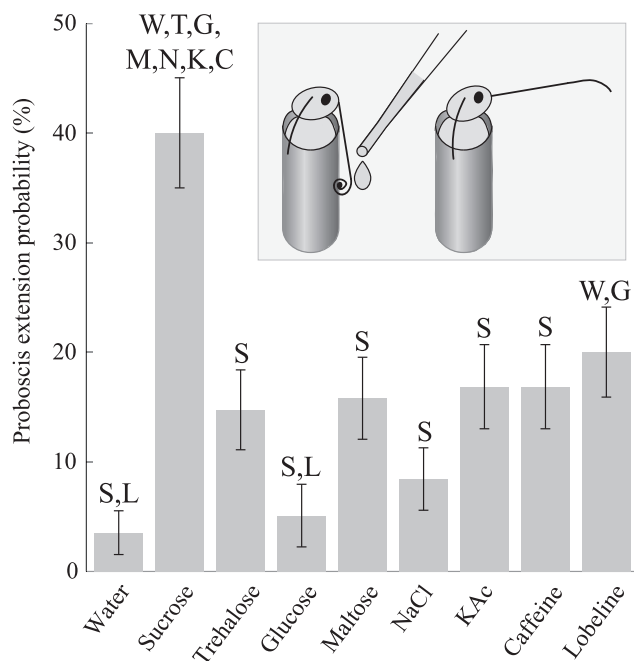 Proboscis extension probability (%)
50
40
30
20
10
0
W,T,G,
M,N,K,C
S,L
S
S,L
S
S
S
S
W,G
Water
Sucrose
Trehalose
Glucose
Maltose
NaCl
KAc
Caffeine
Lobeline